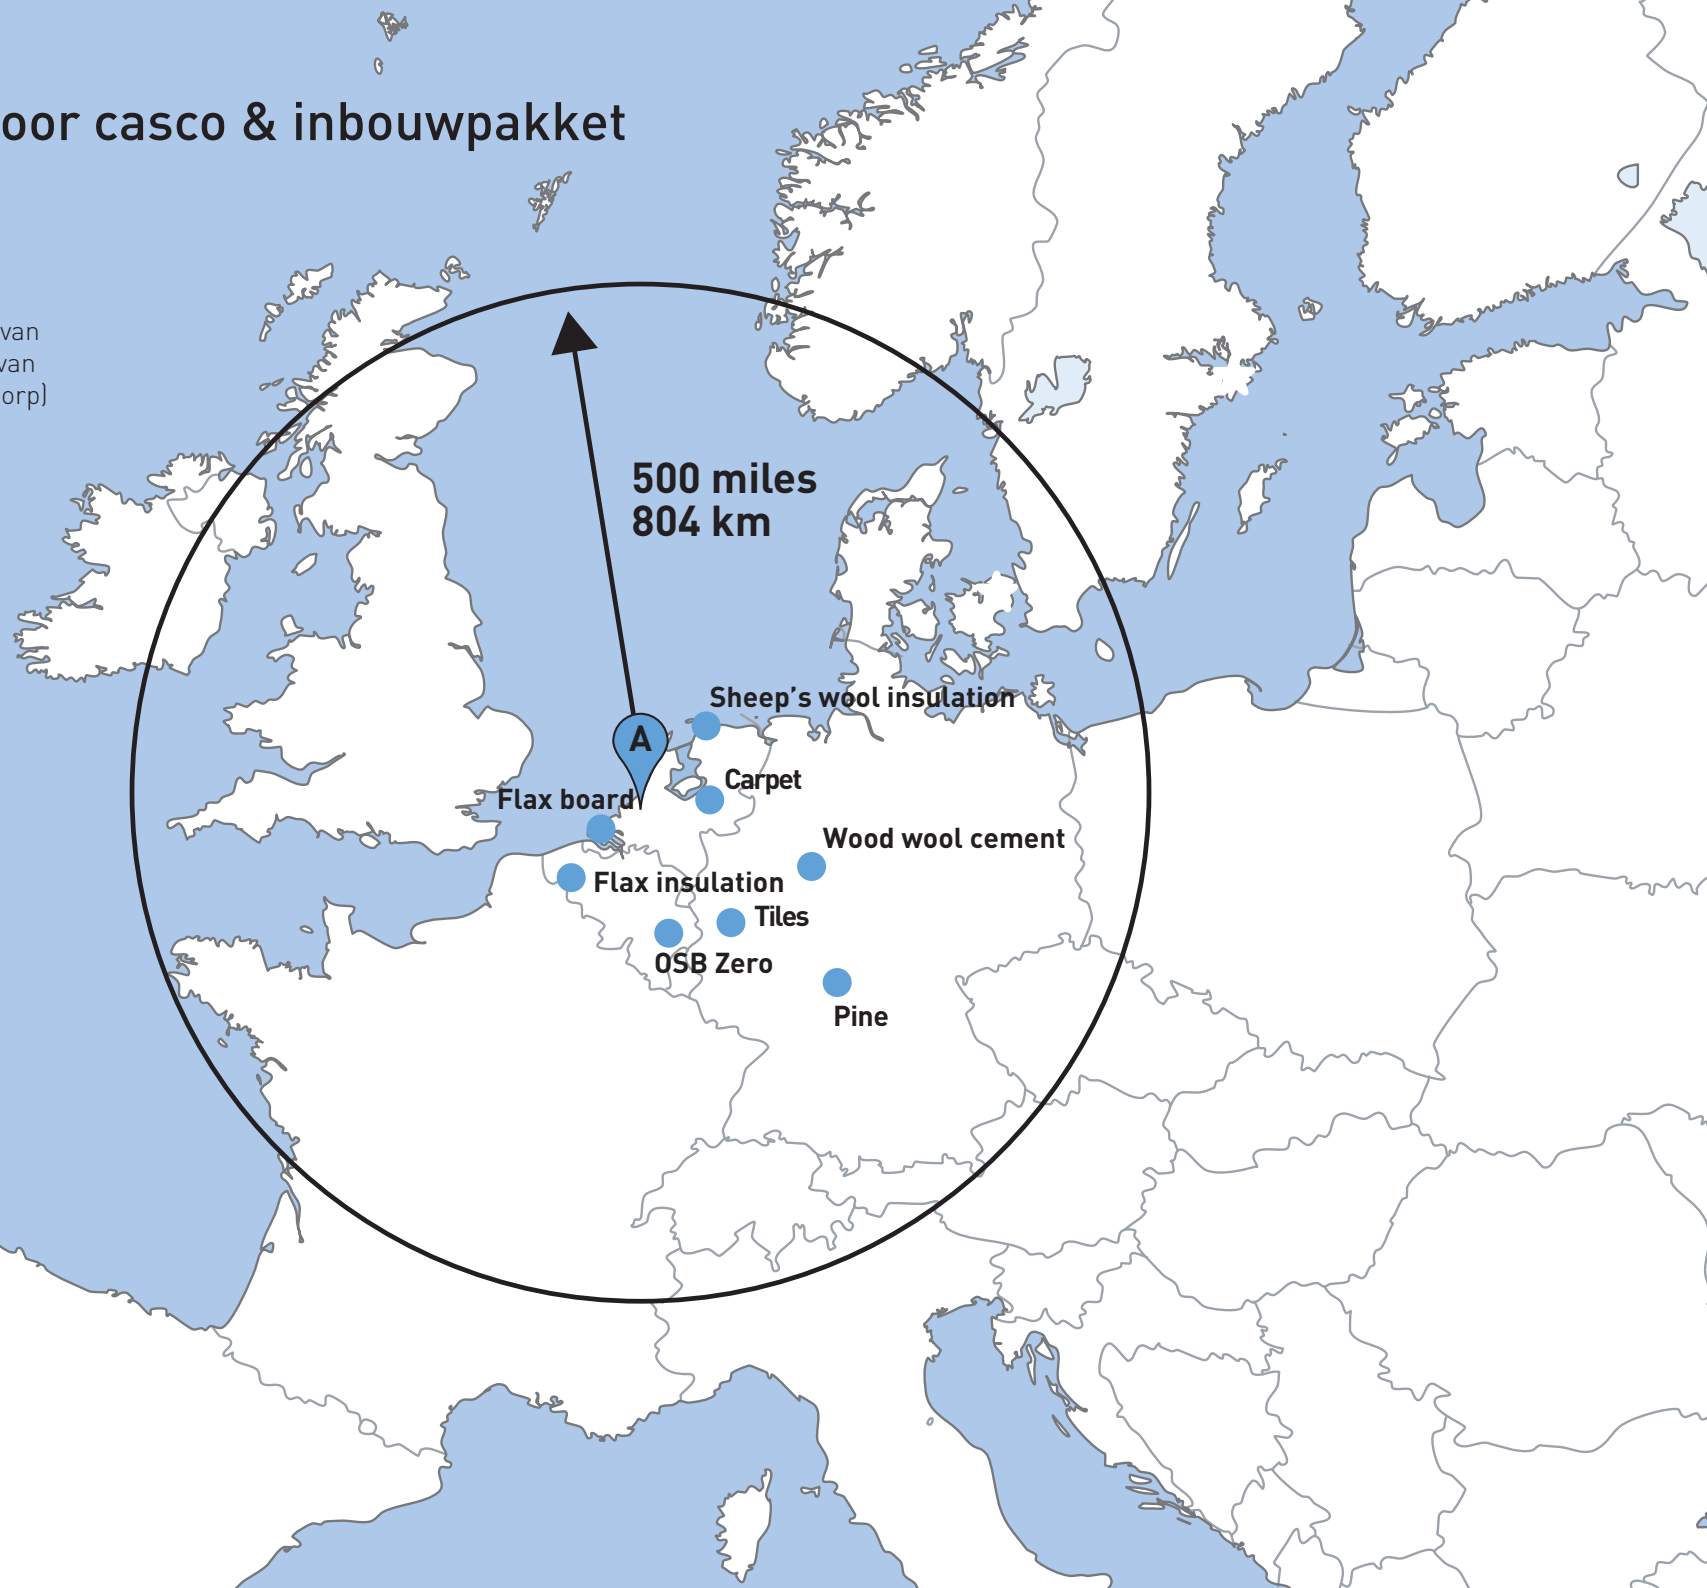 oor casco & inbouwpakket
van
van
orp)
500 miles
804 km
Sheep’s wool insulation
A
Carpet
Flax board
Wood wool cement
Flax insulation
Tiles
OSB Zero
Pine